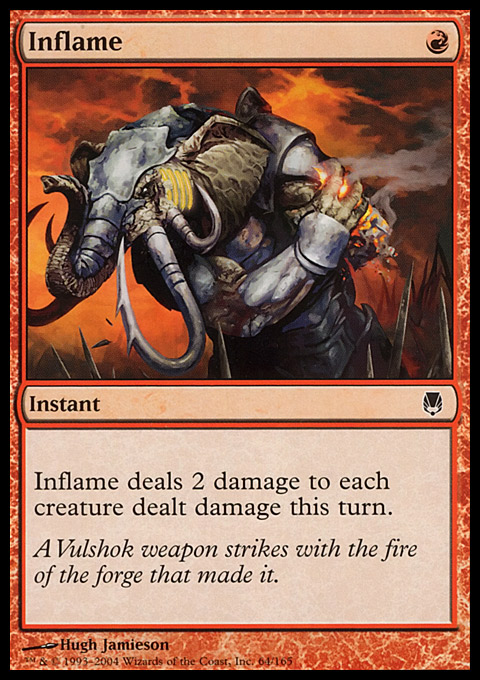 Inflame
Instant
Inflame deals 2 damage to each
creature dealt damage this turn.
A Vulshok weapon strikes with the fire
of the forge that made it.
Hugh Jamieson
™ & © 1993–2004 Wizards of the Coast, Inc. 64/165